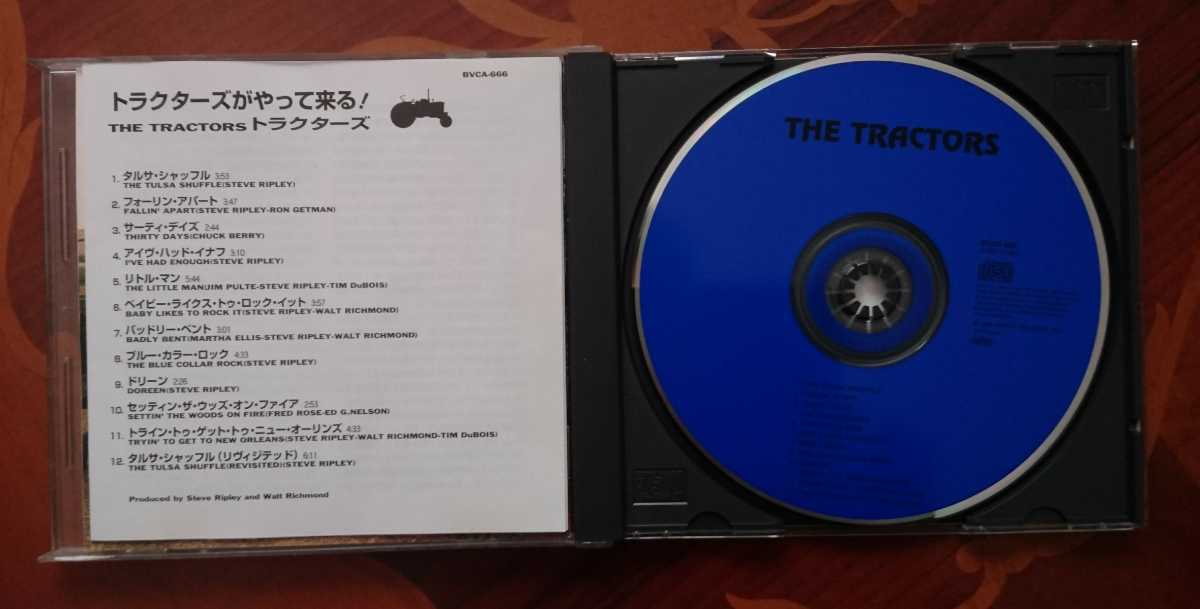 BVCA-666
トラクターズがやって来る!
THE TRACTORS トラクターズ
1. タルサ・シャッフル 3:53
THE TULSA SHUFFLE(STEVE RIPLEY)
2. フォーリン・アパート 3:47
FALLIN' APART(STEVE RIPLEY-RON GETMAN)
3. サーティ・デイズ 2:44
THIRTY DAYS(CHUCK BERRY)
4. アイヴ・ハッド・イナフ 3:10
I'VE HAD ENOUGH(STEVE RIPLEY)
5. リトル・マン 5:44
THE LITTLE MAN(JIM PULTE-STEVE RIPLEY-TIM DuBOIS)
6. ベイビー・ライクス・トゥ・ロック・イット 3:57
BABY LIKES TO ROCK IT(STEVE RIPLEY-WALT RICHMOND)
7. バッドリー・ベント 3:01
BADLY BENT(MARTHA ELLIS-STEVE RIPLEY-WALT RICHMOND)
8. ブルー・カラー・ロック 4:33
THE BLUE COLLAR ROCK(STEVE RIPLEY)
9. ドリーン 2:26
DOREEN(STEVE RIPLEY)
10. セッティン・ザ・ウッズ・オン・ファイア 2:53
SETTIN' THE WOODS ON FIRE(FRED ROSE-ED G.NELSON)
11. トライン・トゥ・ゲット・トゥ・ニュー・オーリンズ 4:33
TRYIN' TO GET TO NEW ORLEANS(STEVE RIPLEY-WALT RICHMOND-TIM DuBOIS)
12. タルサ・シャッフル(リヴィジテッド) 6:11
THE TULSA SHUFFLE(REVISITED)(STEVE RIPLEY)
Produced by Steve Ripley and Walt Richmond
THE TRACTORS